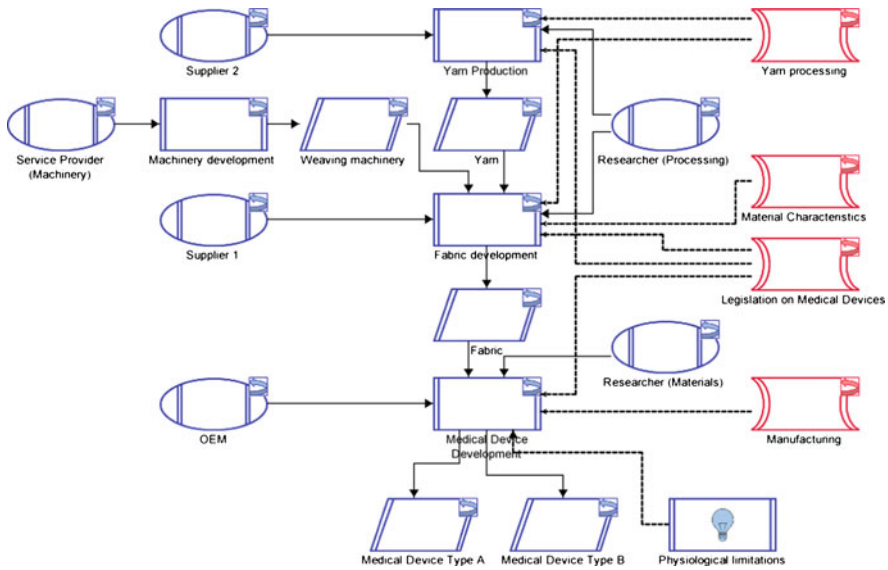 Supplier 2
Yarn Production
Yarn processing
Service Provider
(Machinery)
Machinery development
Weaving machinery
Yarn
Researcher (Processing)
Material Characteristics
Supplier 1
Fabric development
Legislation on Medical Devices
Fabric
Researcher (Materials)
OEM
Medical Device
Development
Manufacturing
Medical Device Type A
Medical Device Type B
Physiological limitations